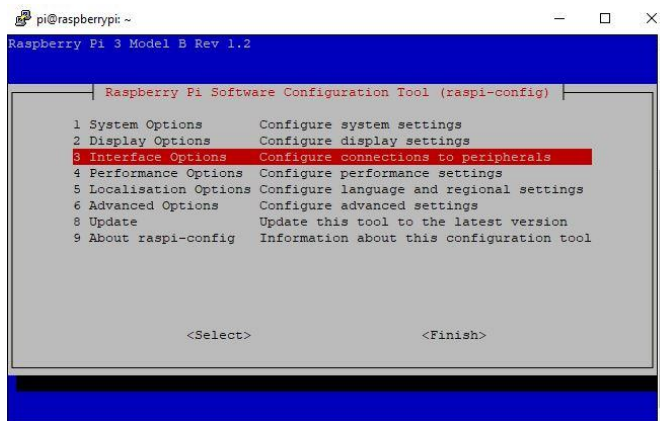 pi@raspberrypi: ~
Raspberry Pi 3 Model B Rev 1.2
Raspberry Pi Software Configuration Tool (raspi-config)
1 System Options Configure system settings
2 Display Options Configure display settings
3 Interface Options Configure connections to peripherals
4 Performance Options Configure performance settings
5 Localisation Options Configure language and regional settings
6 Advanced Options Configure advanced settings
8 Update Update this tool to the latest version
9 About raspi-config Information about this configuration tool
<Select> <Finish>